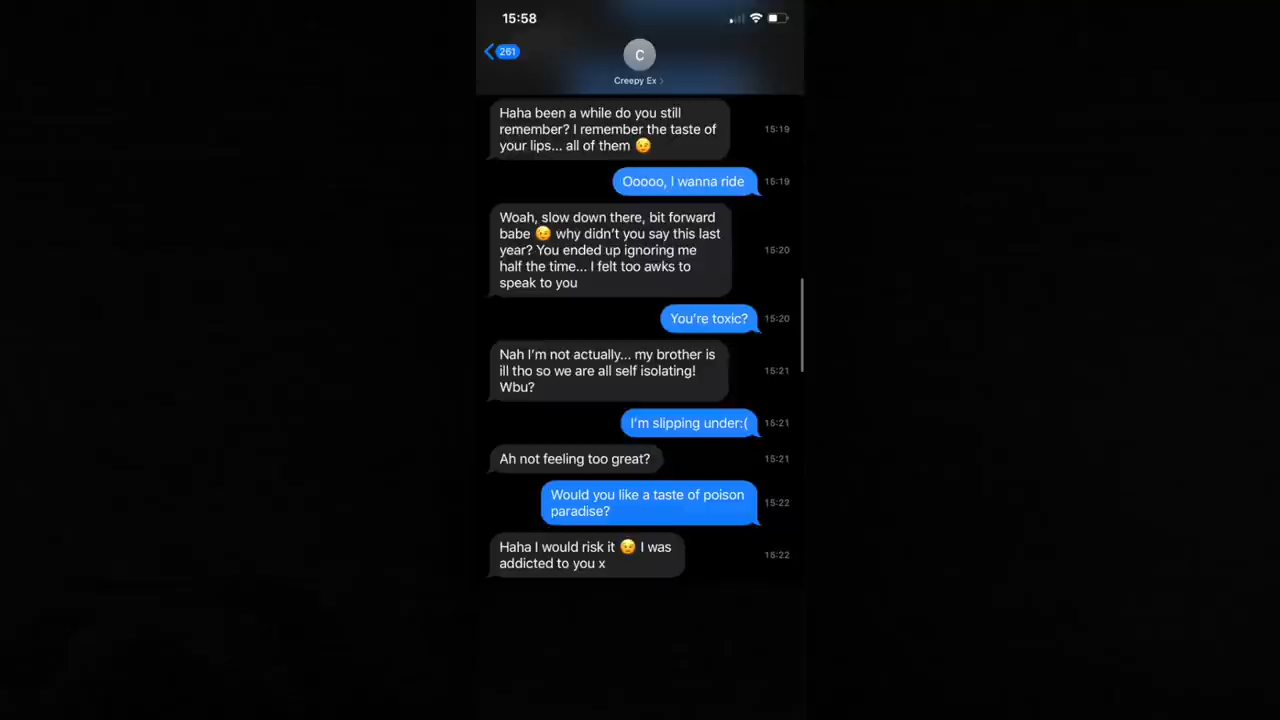 15:58
261
C
Creepy Ex
Haha been a while do you still
remember? I remember the taste of
your lips... all of them 😉
15:19
Ooooo, I wanna ride
15:19
Woah, slow down there, bit forward
babe 😉 why didn't you say this last
year? You ended up ignoring me
half the time... I felt too awks to
speak to you
15:20
You're toxic?
15:20
Nah I'm not actually... my brother is
ill tho so we are all self isolating!
Wbu?
15:21
I'm slipping under:(
15:21
Ah not feeling too great?
15:21
Would you like a taste of poison
paradise?
15:22
Haha I would risk it 😉 I was
addicted to you x
15:22